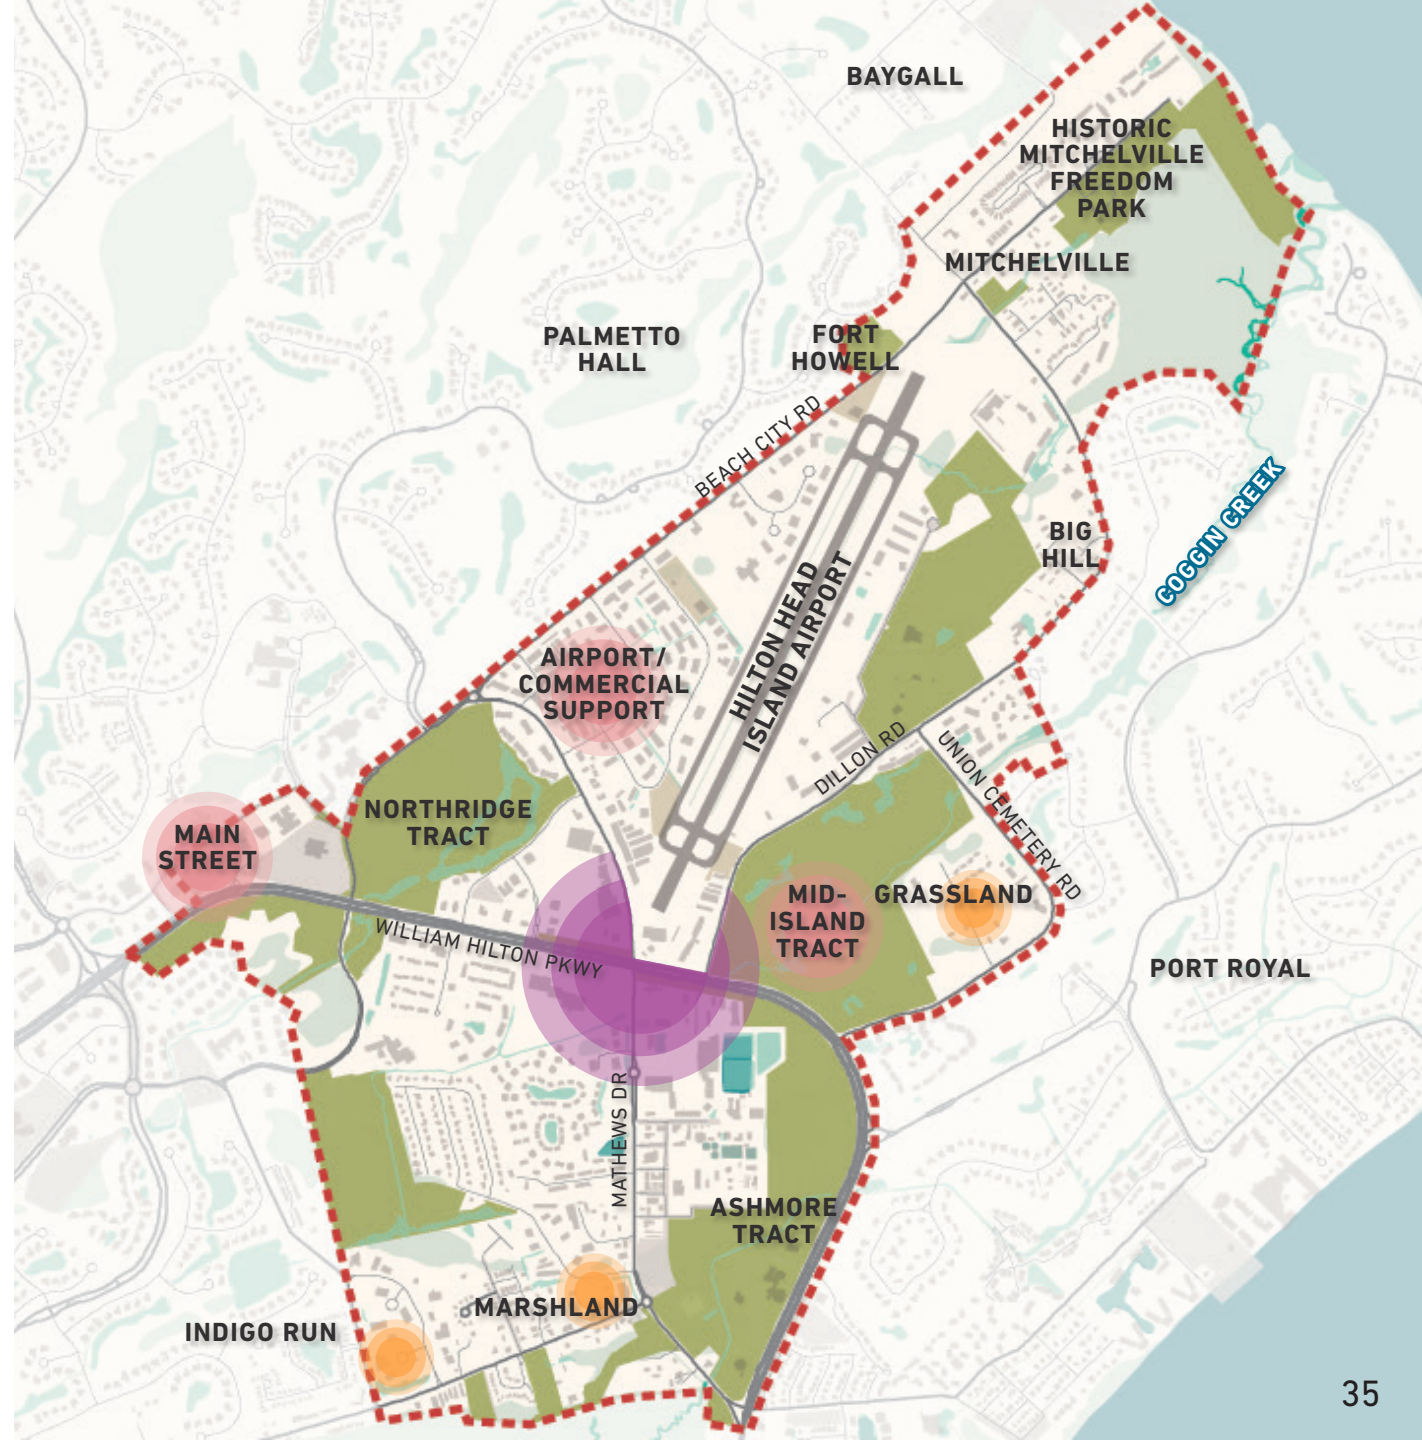 BAYGALL
HISTORIC
MITCHELVILLE
FREEDOM
PARK
MITCHELVILLE
PALMETTO
HALL
FORT
HOWELL
BEACH CITY RD
COGGIN CREEK
BIG
HILL
HILTON HEAD
ISLAND AIRPORT
AIRPORT/
COMMERCIAL
SUPPORT
DILLON RD
UNION CEMETERY RD
NORTHRIDGE
TRACT
MAIN
STREET
MID-
ISLAND
TRACT
GRASSLAND
WILLIAM HILTON PKWY
PORT ROYAL
MATHEWS DR
ASHMORE
TRACT
MARSHLAND
INDIGO RUN
35